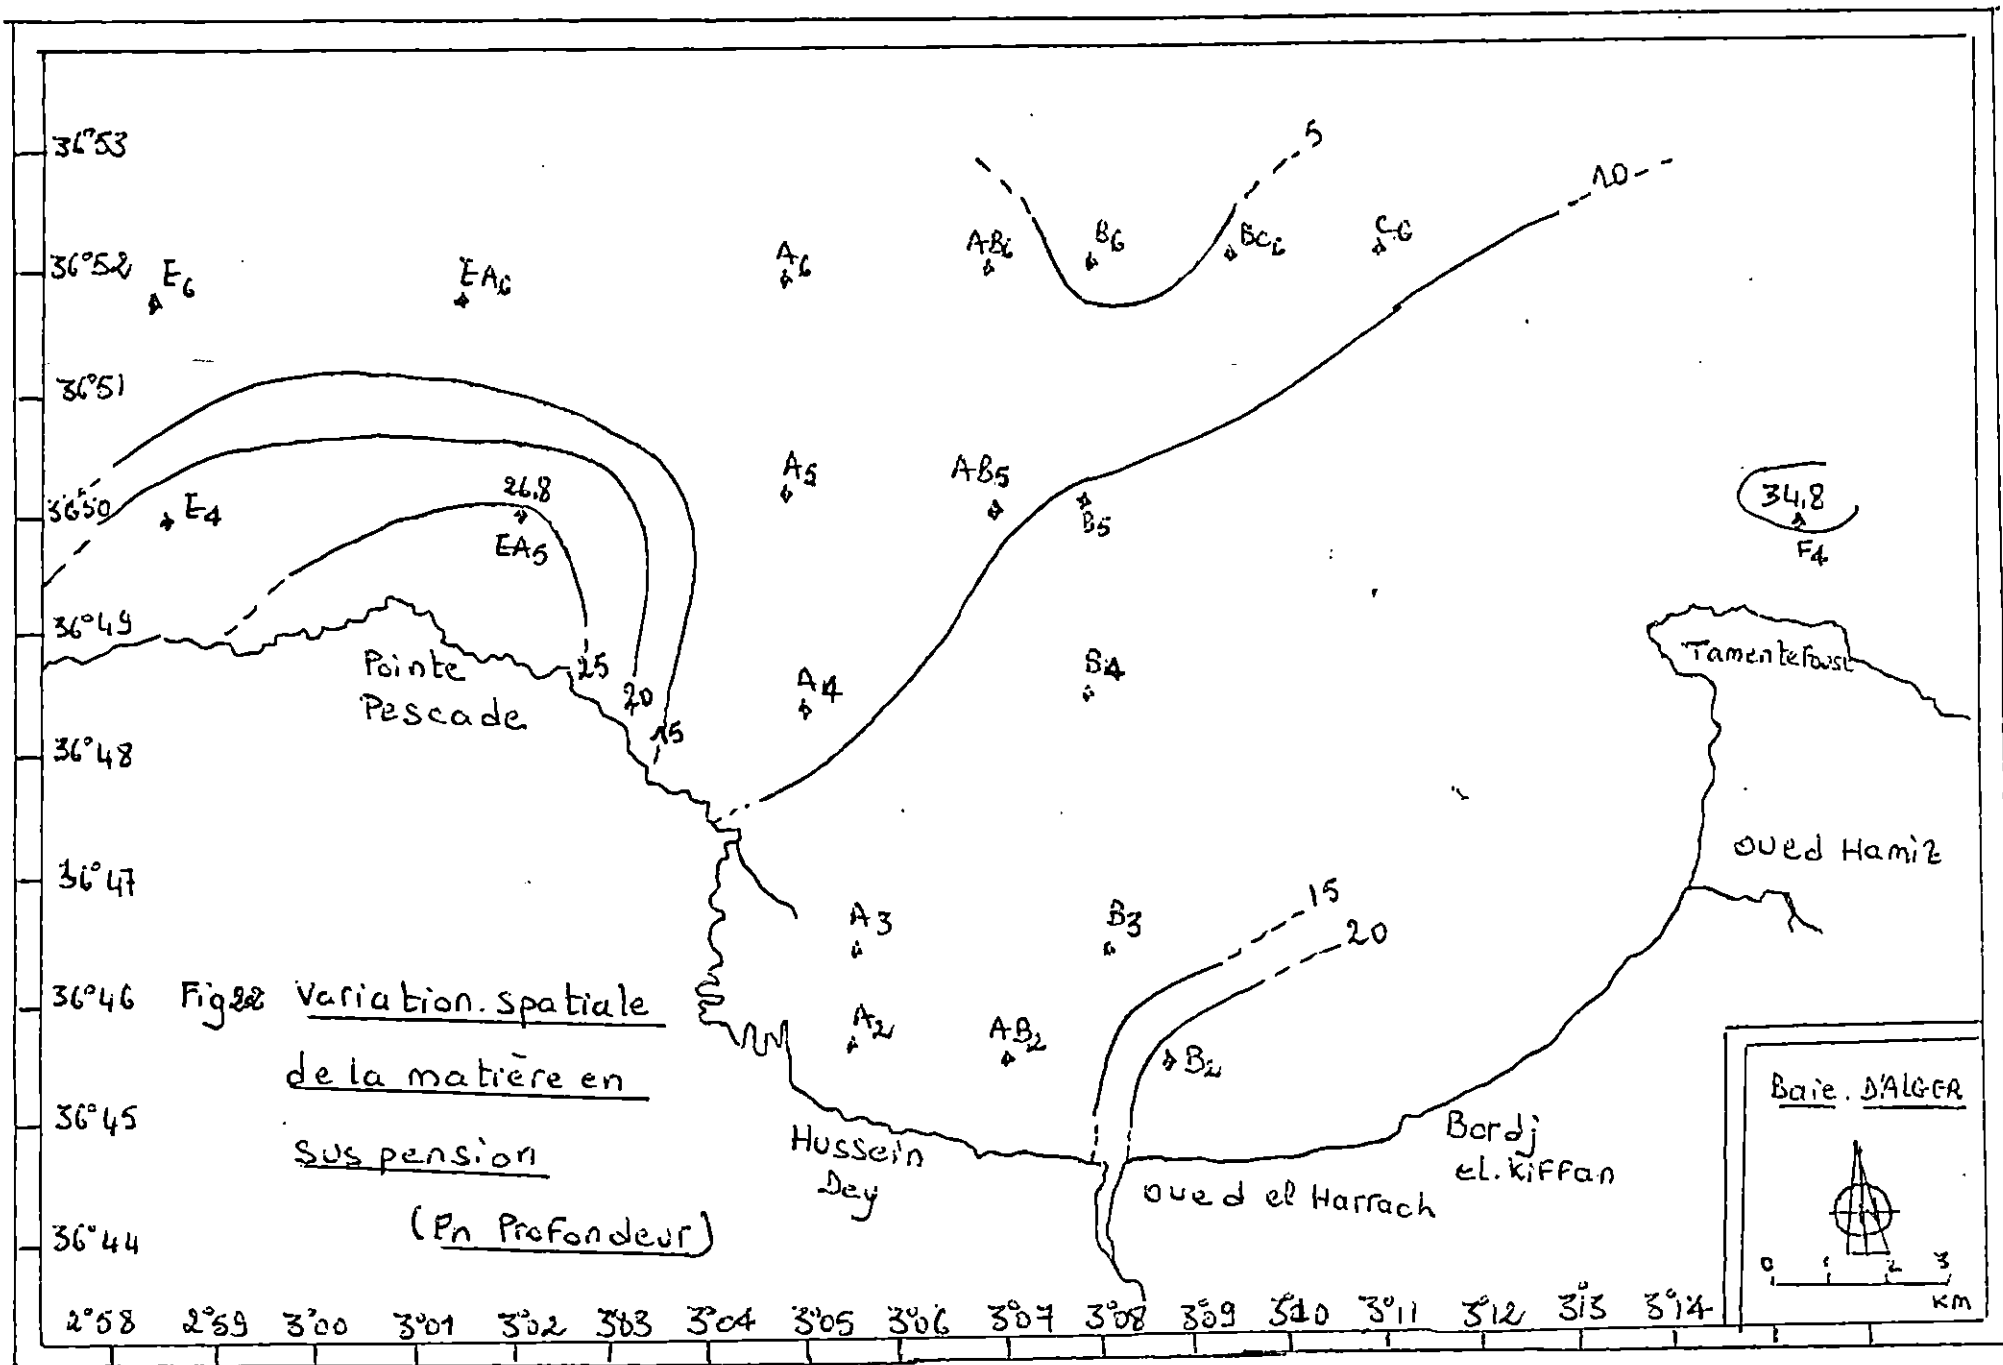 5
36°53
10
AB6
B6
BC6
C6
A6
36°52
E6
EA6
36°51
A5
AB5
26,8
34,8
36°50
E4
B5
EA5
F4
36°49
Pointe
Pescade
25
20
15
A4
B4
Tamentefoust
36°48
oued Hamiz
36°47
15
A3
B3
20
36°46
Fig22 Variation. spatiale
de la matière en
suspension
(En Profondeur)
A2
AB2
B2
36°45
Hussein
Dey
oued el Harrach
Bordj
el. Kiffan
36°44
Baie. D'ALGER
0 1 2 3
Km
2°58 2°59 3°00 3°01 3°02 3°03 3°04 3°05 3°06 3°07 3°08 3°09 3°10 3°11 3°12 3°13 3°14